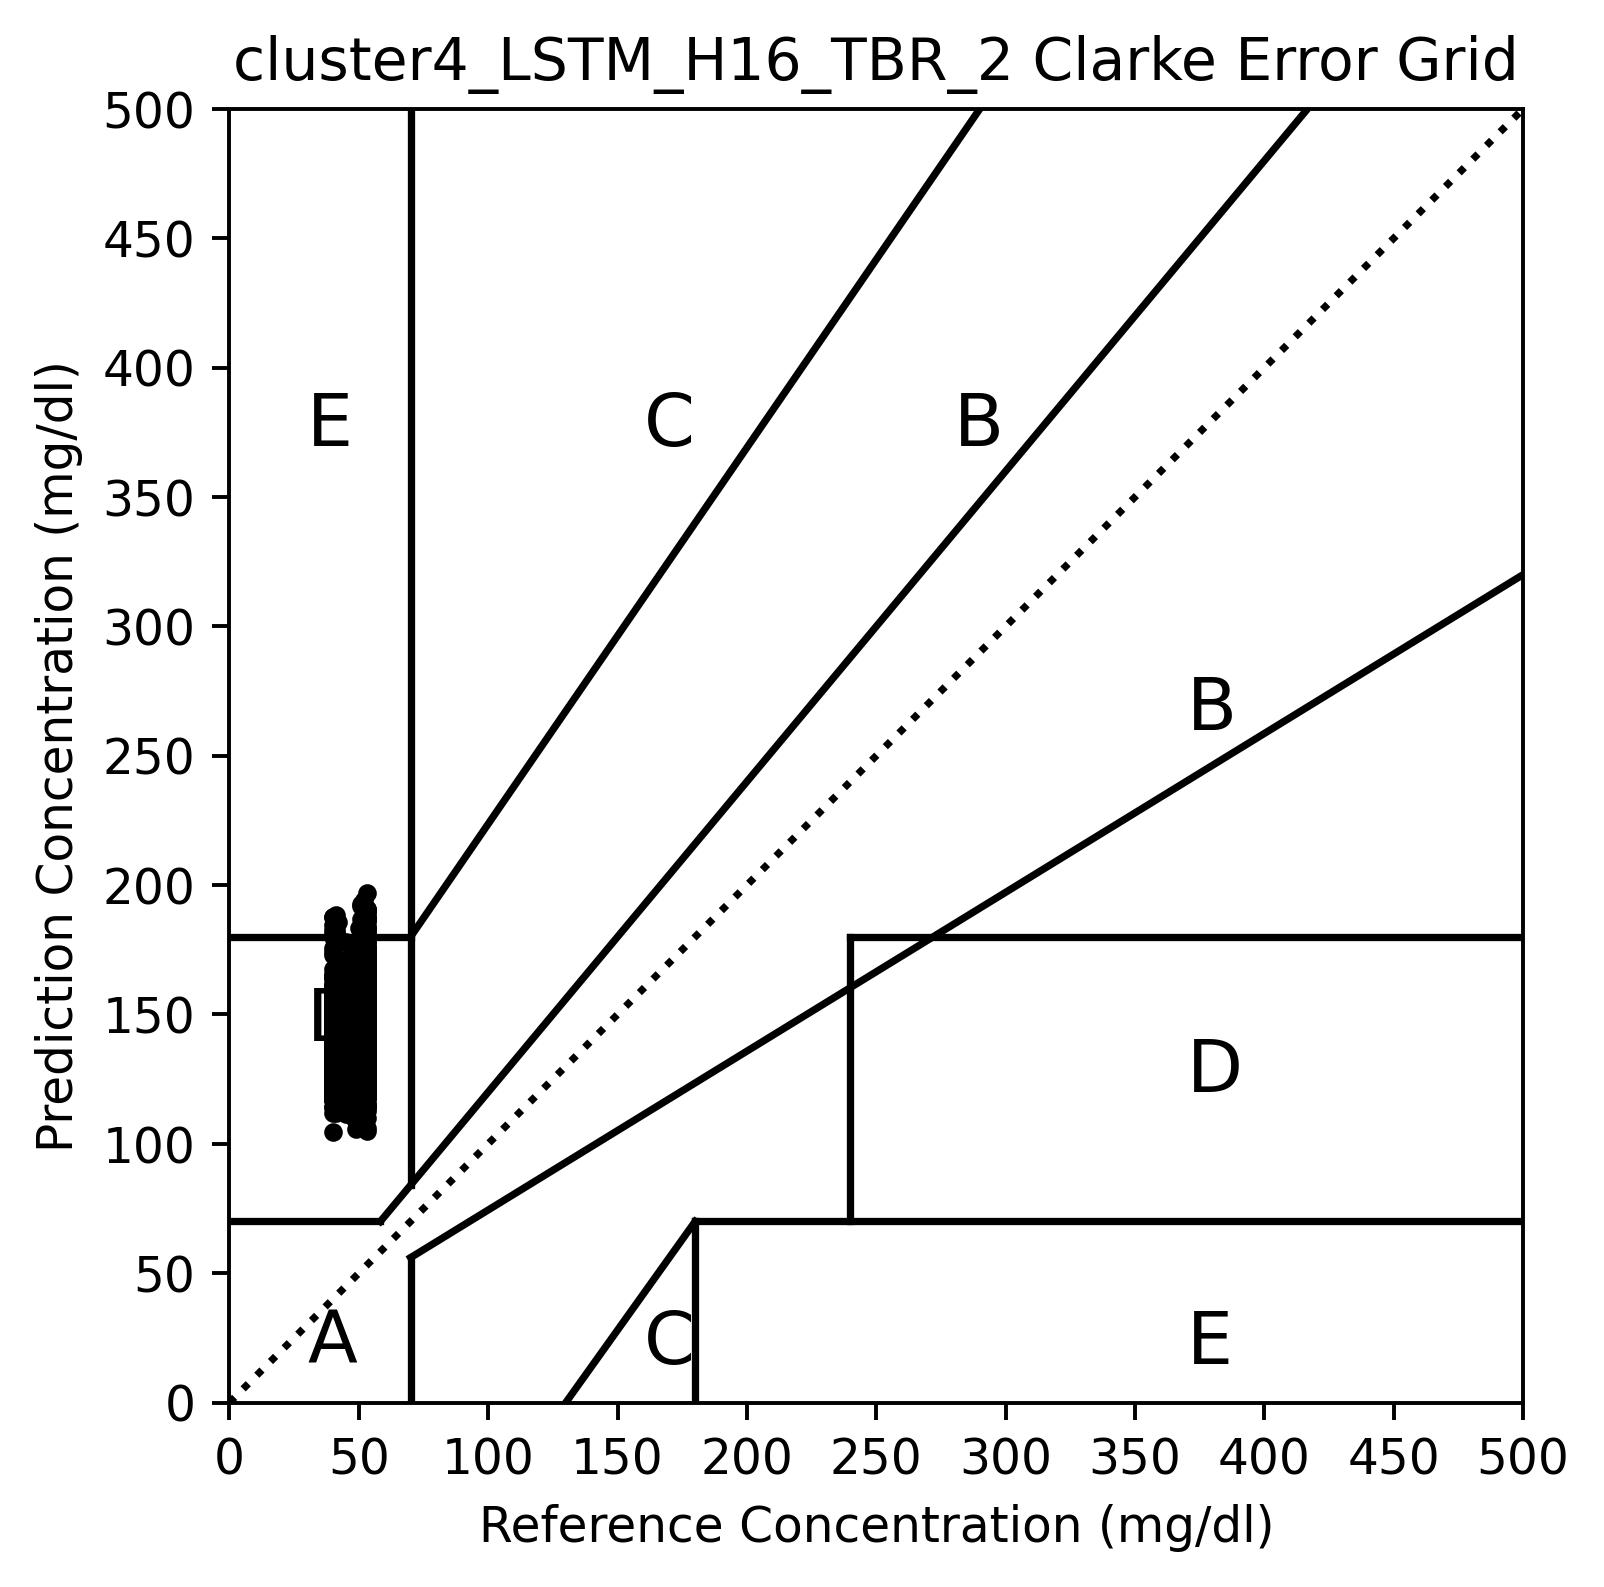 cluster4_LSTM_H16_TBR_2 Clarke Error Grid
500
450
400
350
300
250
200
150
100
50
0
Prediction Concentration (mg/dl)
E
C
B
B
D
A
C
E
0 50 100 150 200 250 300 350 400 450 500
Reference Concentration (mg/dl)